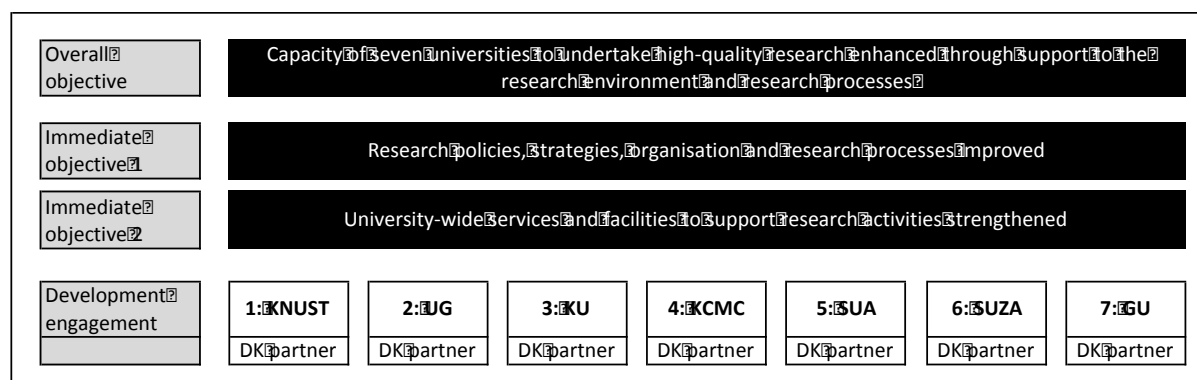 Overall
objective
Capacity of seven universities to undertake high-quality research enhanced through support to the
research environment and research processes
Immediate
objective 1
Research policies, strategies, organisation and research processes improved
Immediate
objective 2
University-wide services and facilities to support research activities strengthened
Development
engagement
1: KNUST
2: UG
3: KU
4: KCMC
5: SUA
6: SUZA
7: GU
DK partner
DK partner
DK partner
DK partner
DK partner
DK partner
DK partner